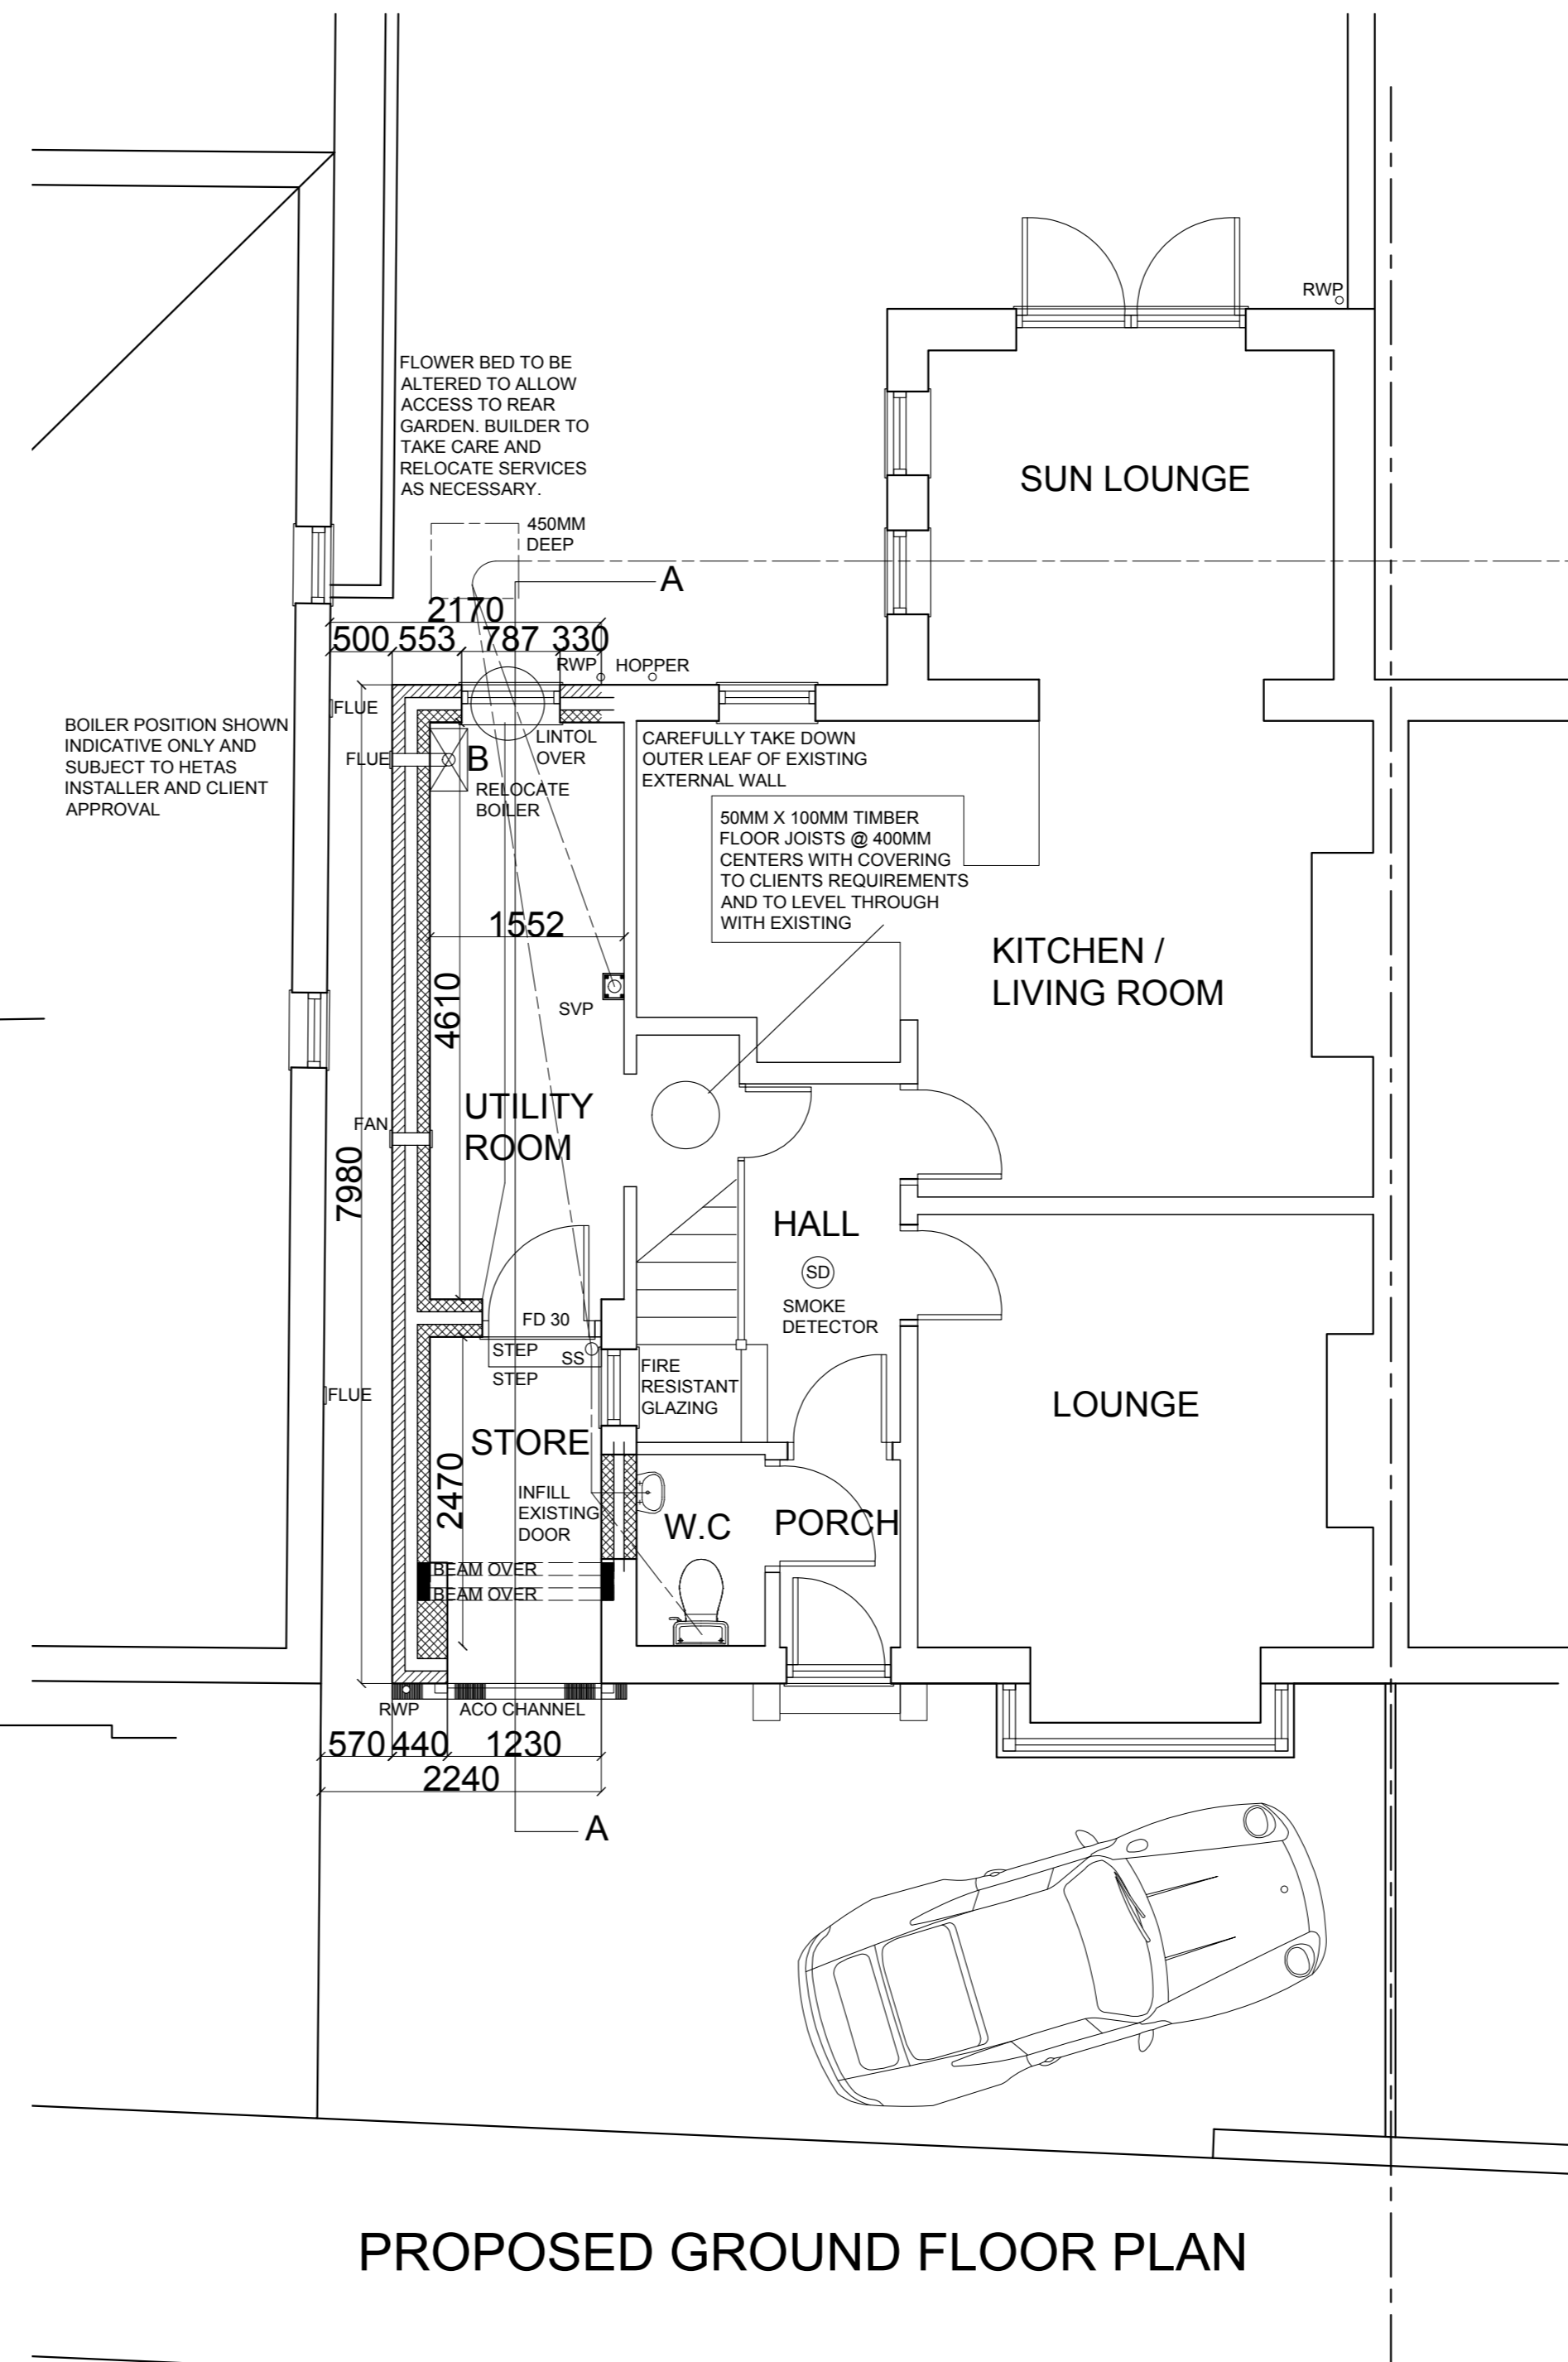 RWP
FLOWER BED TO BE
ALTERED TO ALLOW
ACCESS TO REAR
GARDEN. BUILDER TO
TAKE CARE AND
RELOCATE SERVICES
AS NECESSARY.
SUN LOUNGE
450MM
DEEP
A
2170
500 553 787 330
RWP HOPPER
FLUE
BOILER POSITION SHOWN
INDICATIVE ONLY AND
SUBJECT TO HETAS
INSTALLER AND CLIENT
APPROVAL
FLUE
B
LINTOL
OVER
RELOCATE
BOILER
CAREFULLY TAKE DOWN
OUTER LEAF OF EXISTING
EXTERNAL WALL
50MM X 100MM TIMBER
FLOOR JOISTS @ 400MM
CENTERS WITH COVERING
TO CLIENTS REQUIREMENTS
AND TO LEVEL THROUGH
WITH EXISTING
1552
KITCHEN /
LIVING ROOM
4610
SVP
FAN
UTILITY
ROOM
7980
HALL
SD
SMOKE
DETECTOR
FD 30
STEP
SS
STEP
FIRE
RESISTANT
GLAZING
FLUE
LOUNGE
STORE
2470
INFILL
EXISTING
DOOR
W.C
PORCH
BEAM OVER
BEAM OVER
RWP
ACO CHANNEL
570 440 1230
2240
A
PROPOSED GROUND FLOOR PLAN